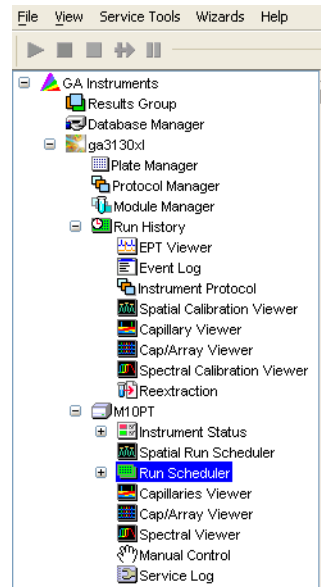 File View Service Tools Wizards Help
GA Instruments
Results Group
Database Manager
ga3130xl
Plate Manager
Protocol Manager
Module Manager
Run History
EPT Viewer
Event Log
Instrument Protocol
Spatial Calibration Viewer
Capillary Viewer
Cap/Array Viewer
Spectral Calibration Viewer
Reextraction
M10PT
Instrument Status
Spatial Run Scheduler
Run Scheduler
Capillaries Viewer
Cap/Array Viewer
Spectral Viewer
Manual Control
Service Log